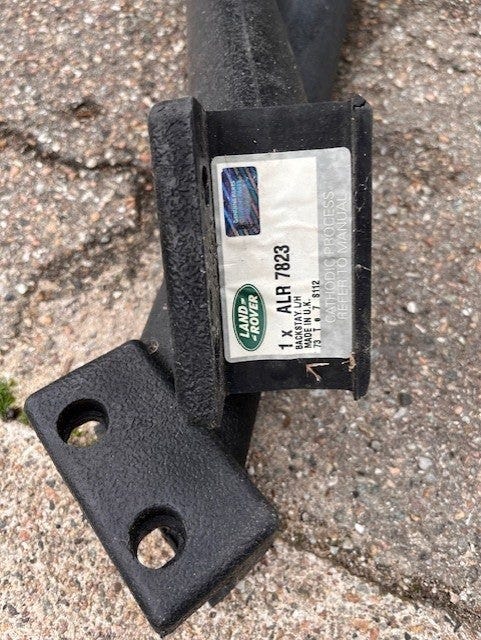 LAND-
-ROVER
1 x ALR 7823
BACKSTAY L/H
MADE IN U.K.
CATHODIC PROCESS
REFER TO MANUAL